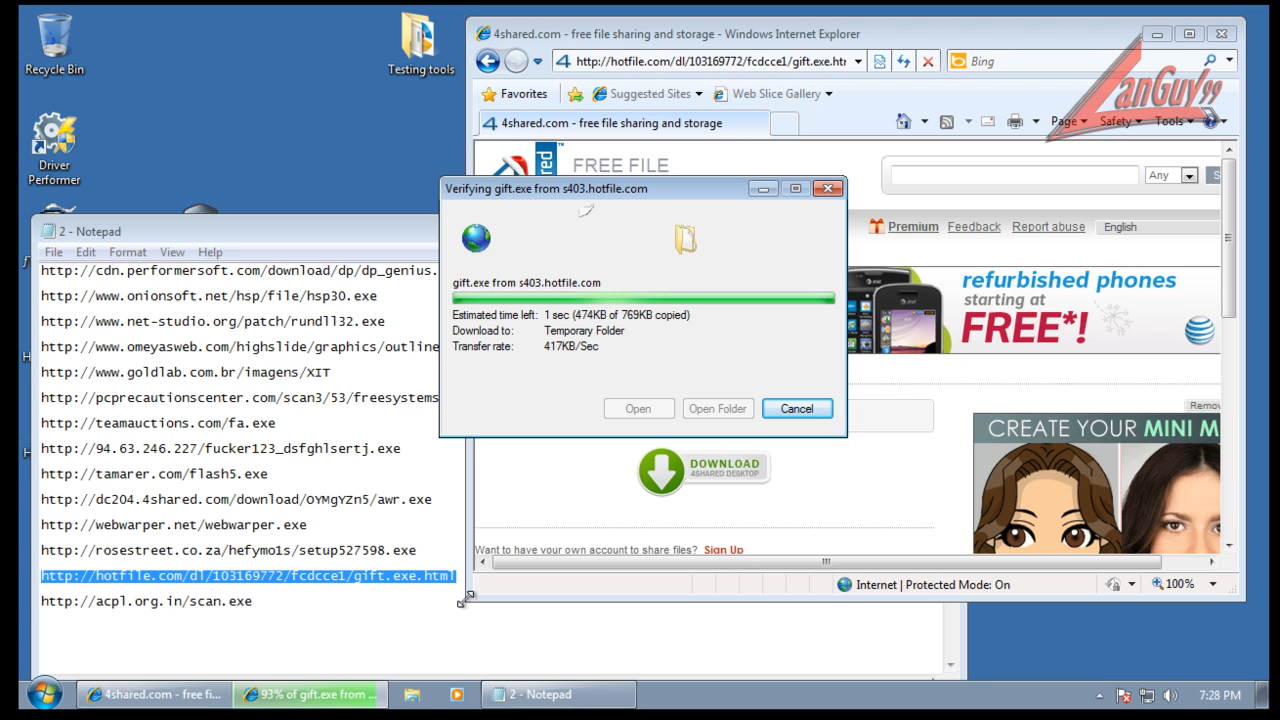 Recycle Bin
Testing tools
Driver
Performer
4shared.com - free file sharing and storage - Windows Internet Explorer
http://hotfile.com/dl/103169772/fcdcce1/gift.exe.htr
Bing
Favorites
Suggested Sites
Web Slice Gallery
LanGuy99
4shared.com - free file sharing and storage
Page
Safety
Tools
FREE FILE
Any
Premium
Feedback
Report abuse
English
refurbished phones
starting at
FREE*!
Remov
CREATE YOUR MINI M
DOWNLOAD
4SHARED DESKTOP
Want to have your own account to share files? Sign Up
Internet | Protected Mode: On
100%
Verifying gift.exe from s403.hotfile.com
gift.exe from s403.hotfile.com
Estimated time left: 1 sec (474KB of 769KB copied)
Download to: Temporary Folder
Transfer rate: 417KB/Sec
Open
Open Folder
Cancel
2 - Notepad
File Edit Format View Help
http://cdn.performersoft.com/download/dp/dp_genius.
http://www.onionsoft.net/hsp/file/hsp30.exe
http://www.net-studio.org/patch/rundll32.exe
http://www.omeyasweb.com/highslide/graphics/outline
http://www.goldlab.com.br/imagens/XIT
http://pcprecautionscenter.com/scan3/53/freesystems
http://teamauctions.com/fa.exe
http://94.63.246.227/fucker123_dsfghlsertj.exe
http://tamarer.com/flash5.exe
http://dc204.4shared.com/download/OYMgYZn5/awr.exe
http://webwarper.net/webwarper.exe
http://rosestreet.co.za/hefymo1s/setup527598.exe
http://hotfile.com/dl/103169772/fcdcce1/gift.exe.html
http://acpl.org.in/scan.exe
4shared.com - free fi...
93% of gift.exe from ...
2 - Notepad
7:28 PM